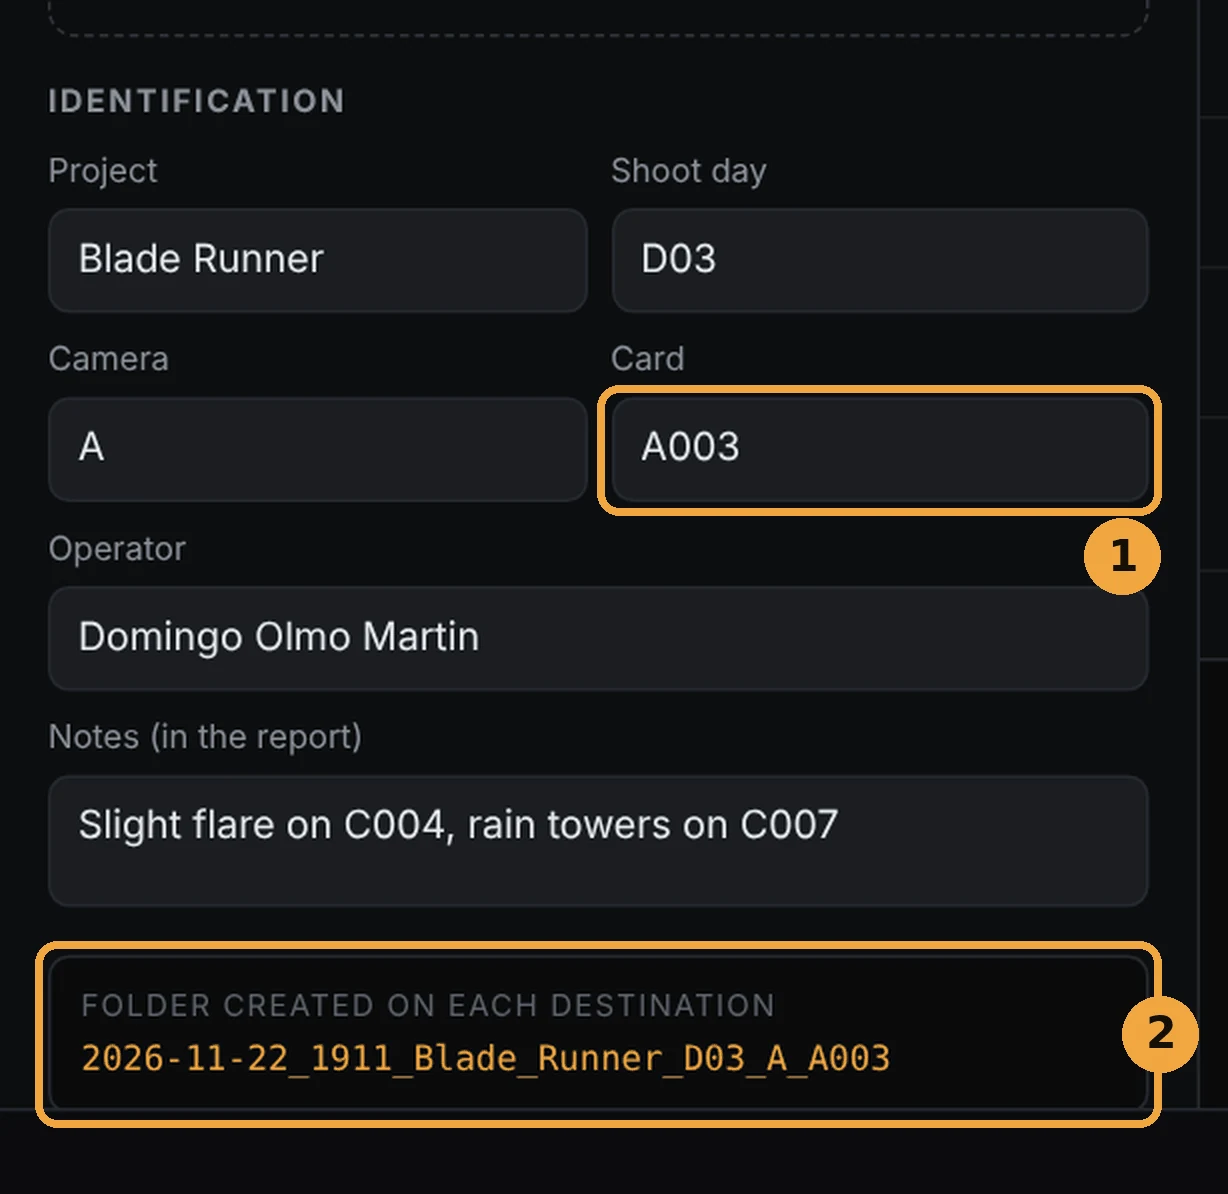 IDENTIFICATION
Project
Shoot day
Blade Runner
D03
Camera
Card
A
A003
1
Operator
Domingo Olmo Martin
Notes (in the report)
Slight flare on C004, rain towers on C007
FOLDER CREATED ON EACH DESTINATION
2026-11-22_1911_Blade_Runner_D03_A_A003
2